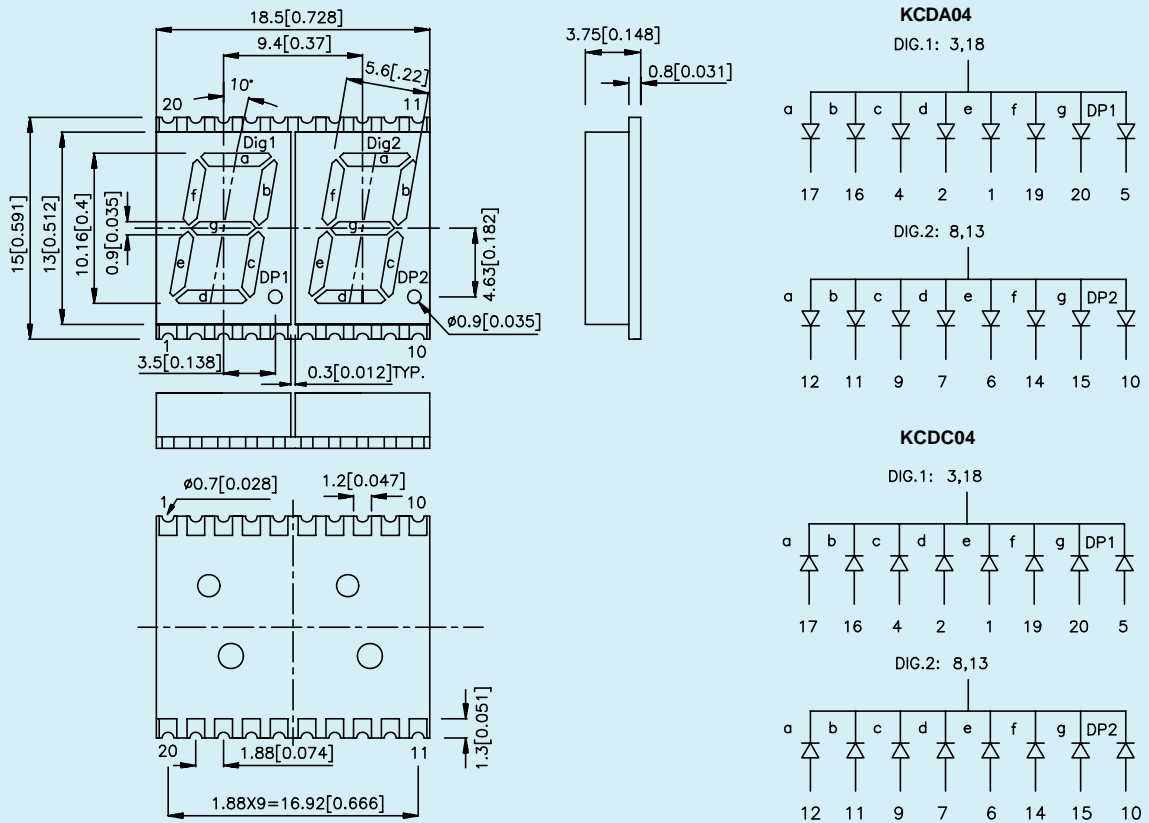 18.5[0.728]
9.4[0.37]
5.6[.22]
10°
20
11
Dig1
Dig2
a
a
f
b
f
b
g
g
e
c
e
c
d
d
DP1
DP2
15[0.591]
13[0.512]
10.16[0.4]
0.9[0.035]
4.63[0.182]
ø0.9[0.035]
1
10
3.5[0.138]
0.3[0.012]TYP.
3.75[0.148]
0.8[0.031]
ø0.7[0.028]
1.2[0.047]
1
10
20
11
1.88[0.074]
1.3[0.051]
1.88X9=16.92[0.666]
KCDA04
DIG.1: 3,18
a b c d e f g DP1
17 16 4 2 1 19 20 5
DIG.2: 8,13
a b c d e f g DP2
12 11 9 7 6 14 15 10
KCDC04
DIG.1: 3,18
a b c d e f g DP1
17 16 4 2 1 19 20 5
DIG.2: 8,13
a b c d e f g DP2
12 11 9 7 6 14 15 10